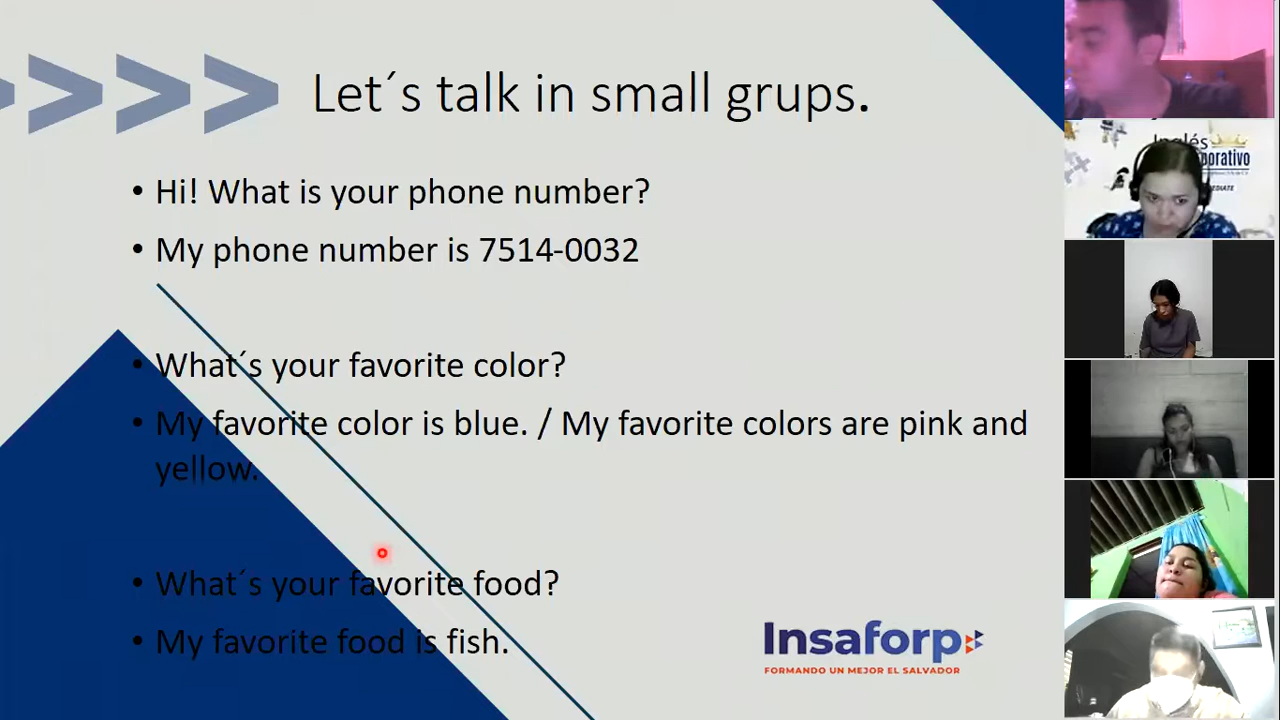 Let´s talk in small grups.
• Hi! What is your phone number?
• My phone number is 7514-0032
• What´s your favorite color?
• My favorite color is blue. / My favorite colors are pink and
yellow.
• What´s your favorite food?
• My favorite food is fish.
Insaforp
FORMANDO UN MEJOR EL SALVADOR
Inglés